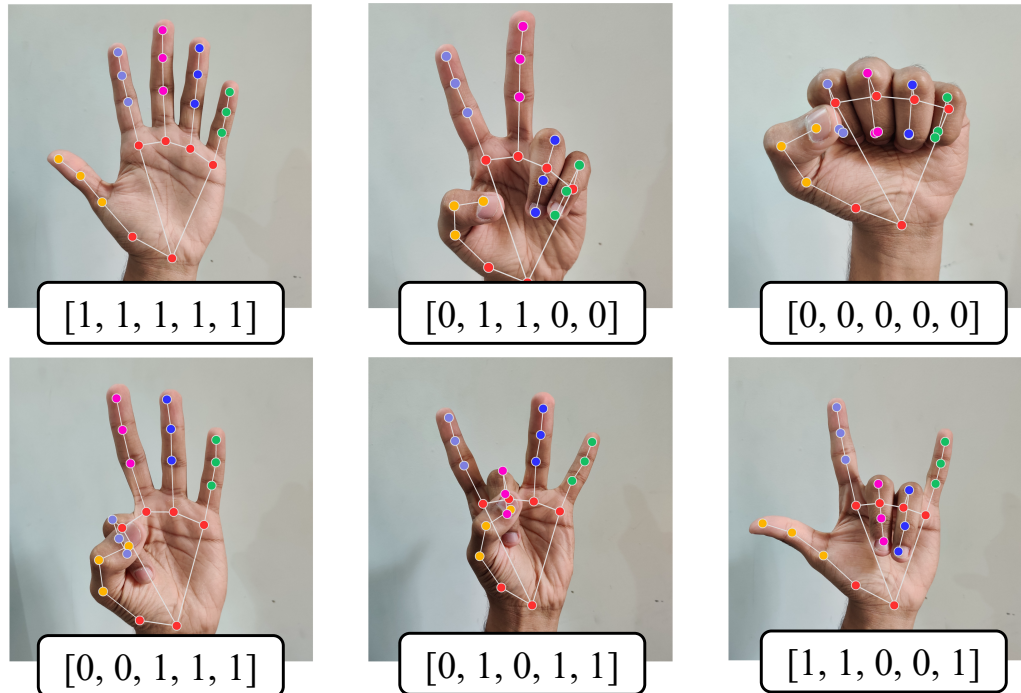 [1, 1, 1, 1, 1]
[0, 1, 1, 0, 0]
[0, 0, 0, 0, 0]
[0, 0, 1, 1, 1]
[0, 1, 0, 1, 1]
[1, 1, 0, 0, 1]